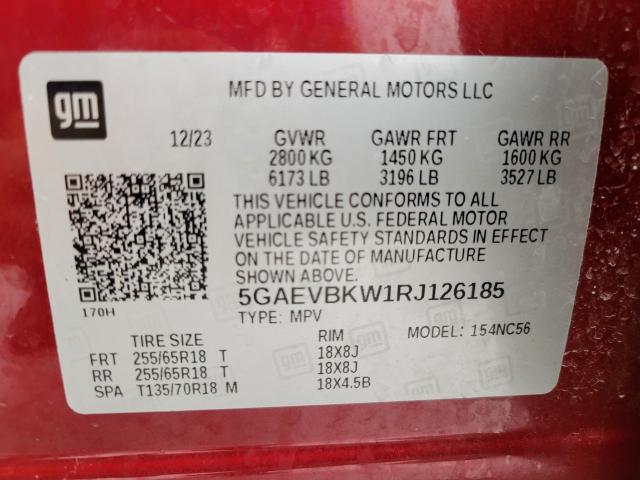 gm
MFD BY GENERAL MOTORS LLC
12/23 GVWR GAWR FRT GAWR RR
2800 KG 1450 KG 1600 KG
6173 LB 3196 LB 3527 LB
THIS VEHICLE CONFORMS TO ALL
APPLICABLE U.S. FEDERAL MOTOR
VEHICLE SAFETY STANDARDS IN EFFECT
ON THE DATE OF MANUFACTURE
SHOWN ABOVE
5GAEVBKW1RJ126185
170H
TYPE: MPV MODEL: 154NC56
TIRE SIZE RIM
FRT 255/65R18 T 18X8J
RR 255/65R18 T 18X8J
SPA T135/70R18 M 18X4.5B